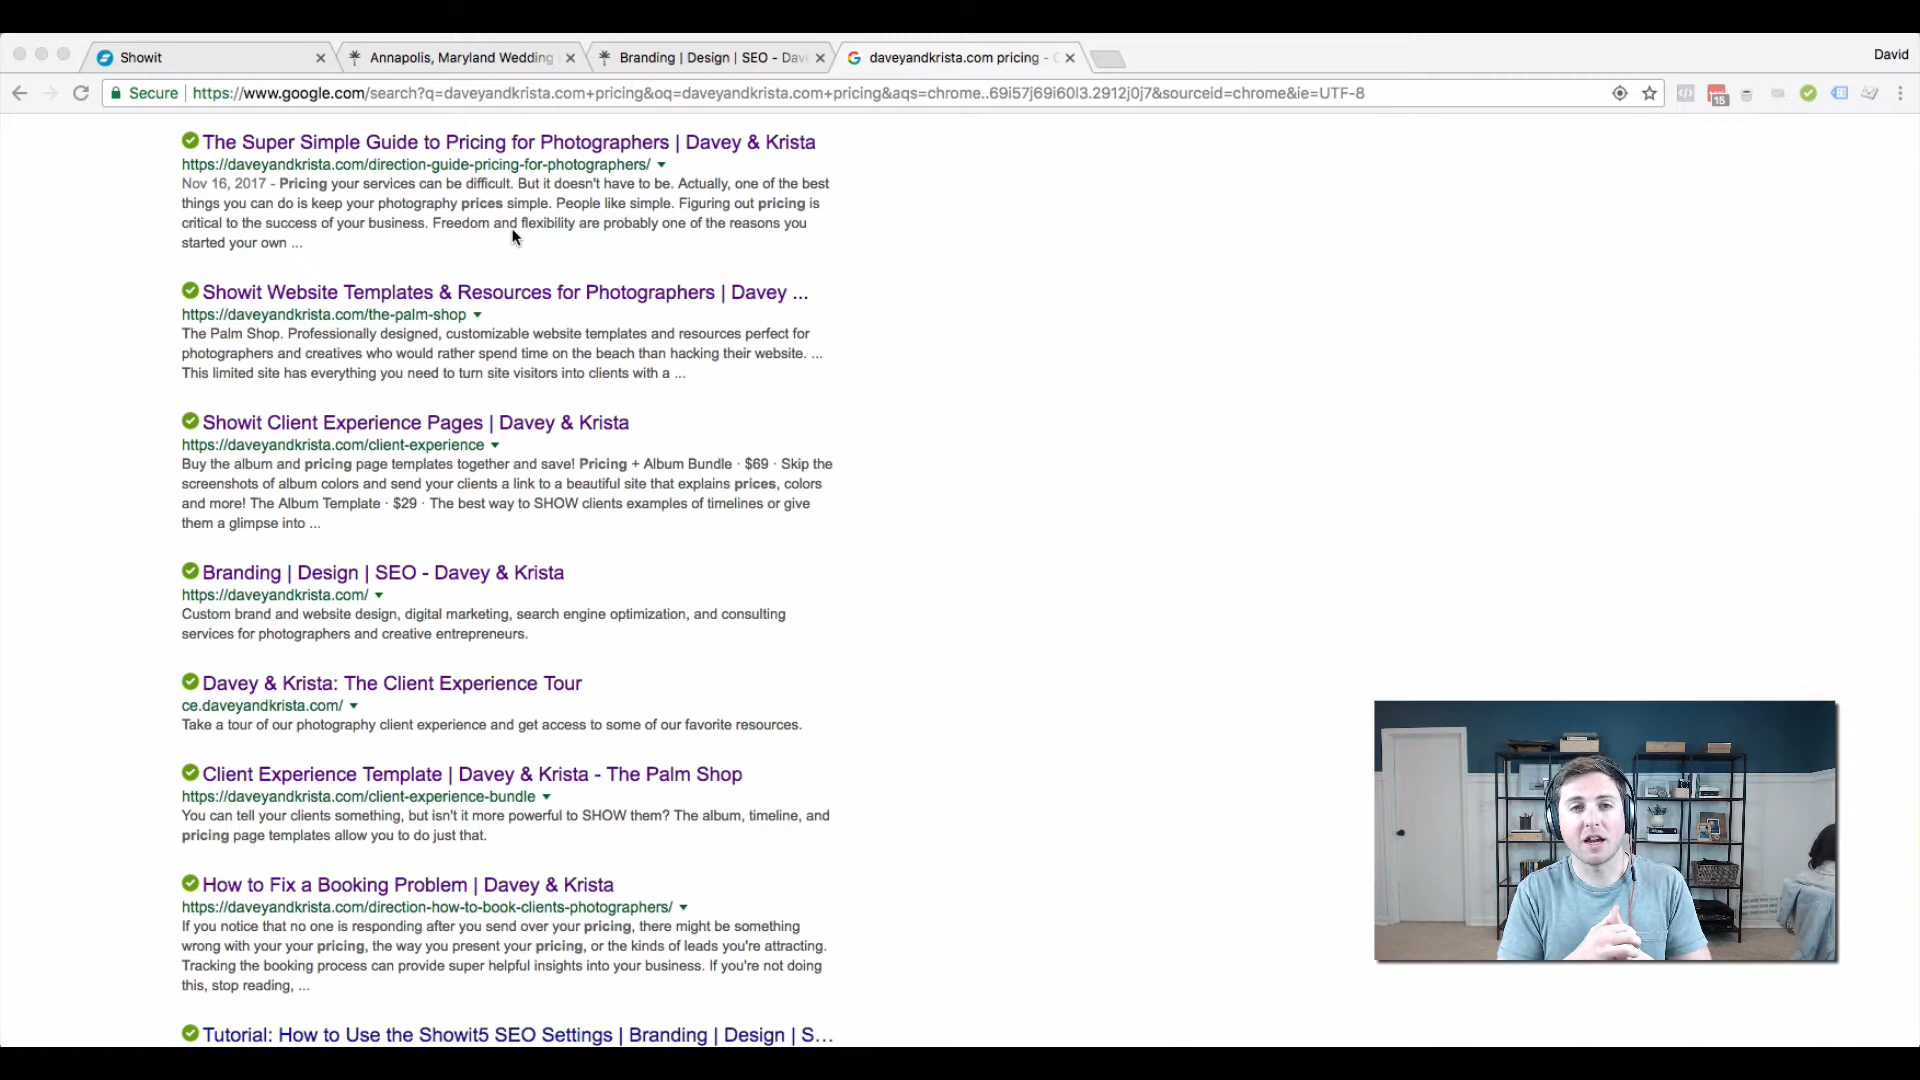 Showit
Annapolis, Maryland Wedding
Branding | Design | SEO - Dav
daveyandkrista.com pricing -
David
Secure https://www.google.com/search?q=daveyandkrista.com+pricing&oq=daveyandkrista.com+pricing&aqs=chrome..69i57j69i60l3.2912j0j7&sourceid=chrome&ie=UTF-8
15
The Super Simple Guide to Pricing for Photographers | Davey & Krista
https://daveyandkrista.com/direction-guide-pricing-for-photographers/
Nov 16, 2017 - Pricing your services can be difficult. But it doesn't have to be. Actually, one of the best
things you can do is keep your photography prices simple. People like simple. Figuring out pricing is
critical to the success of your business. Freedom and flexibility are probably one of the reasons you
started your own ...
Showit Website Templates & Resources for Photographers | Davey ...
https://daveyandkrista.com/the-palm-shop
The Palm Shop. Professionally designed, customizable website templates and resources perfect for
photographers and creatives who would rather spend time on the beach than hacking their website. ...
This limited site has everything you need to turn site visitors into clients with a ...
Showit Client Experience Pages | Davey & Krista
https://daveyandkrista.com/client-experience
Buy the album and pricing page templates together and save! Pricing + Album Bundle · $69 · Skip the
screenshots of album colors and send your clients a link to a beautiful site that explains prices, colors
and more! The Album Template · $29 · The best way to SHOW clients examples of timelines or give
them a glimpse into ...
Branding | Design | SEO - Davey & Krista
https://daveyandkrista.com/
Custom brand and website design, digital marketing, search engine optimization, and consulting
services for photographers and creative entrepreneurs.
Davey & Krista: The Client Experience Tour
ce.daveyandkrista.com/
Take a tour of our photography client experience and get access to some of our favorite resources.
Client Experience Template | Davey & Krista - The Palm Shop
https://daveyandkrista.com/client-experience-bundle
You can tell your clients something, but isn't it more powerful to SHOW them? The album, timeline, and
pricing page templates allow you to do just that.
How to Fix a Booking Problem | Davey & Krista
https://daveyandkrista.com/direction-how-to-book-clients-photographers/
If you notice that no one is responding after you send over your pricing, there might be something
wrong with your your pricing, the way you present your pricing, or the kinds of leads you're attracting.
Tracking the booking process can provide super helpful insights into your business. If you're not doing
this, stop reading, ...
Tutorial: How to Use the Showit5 SEO Settings | Branding | Design | S...